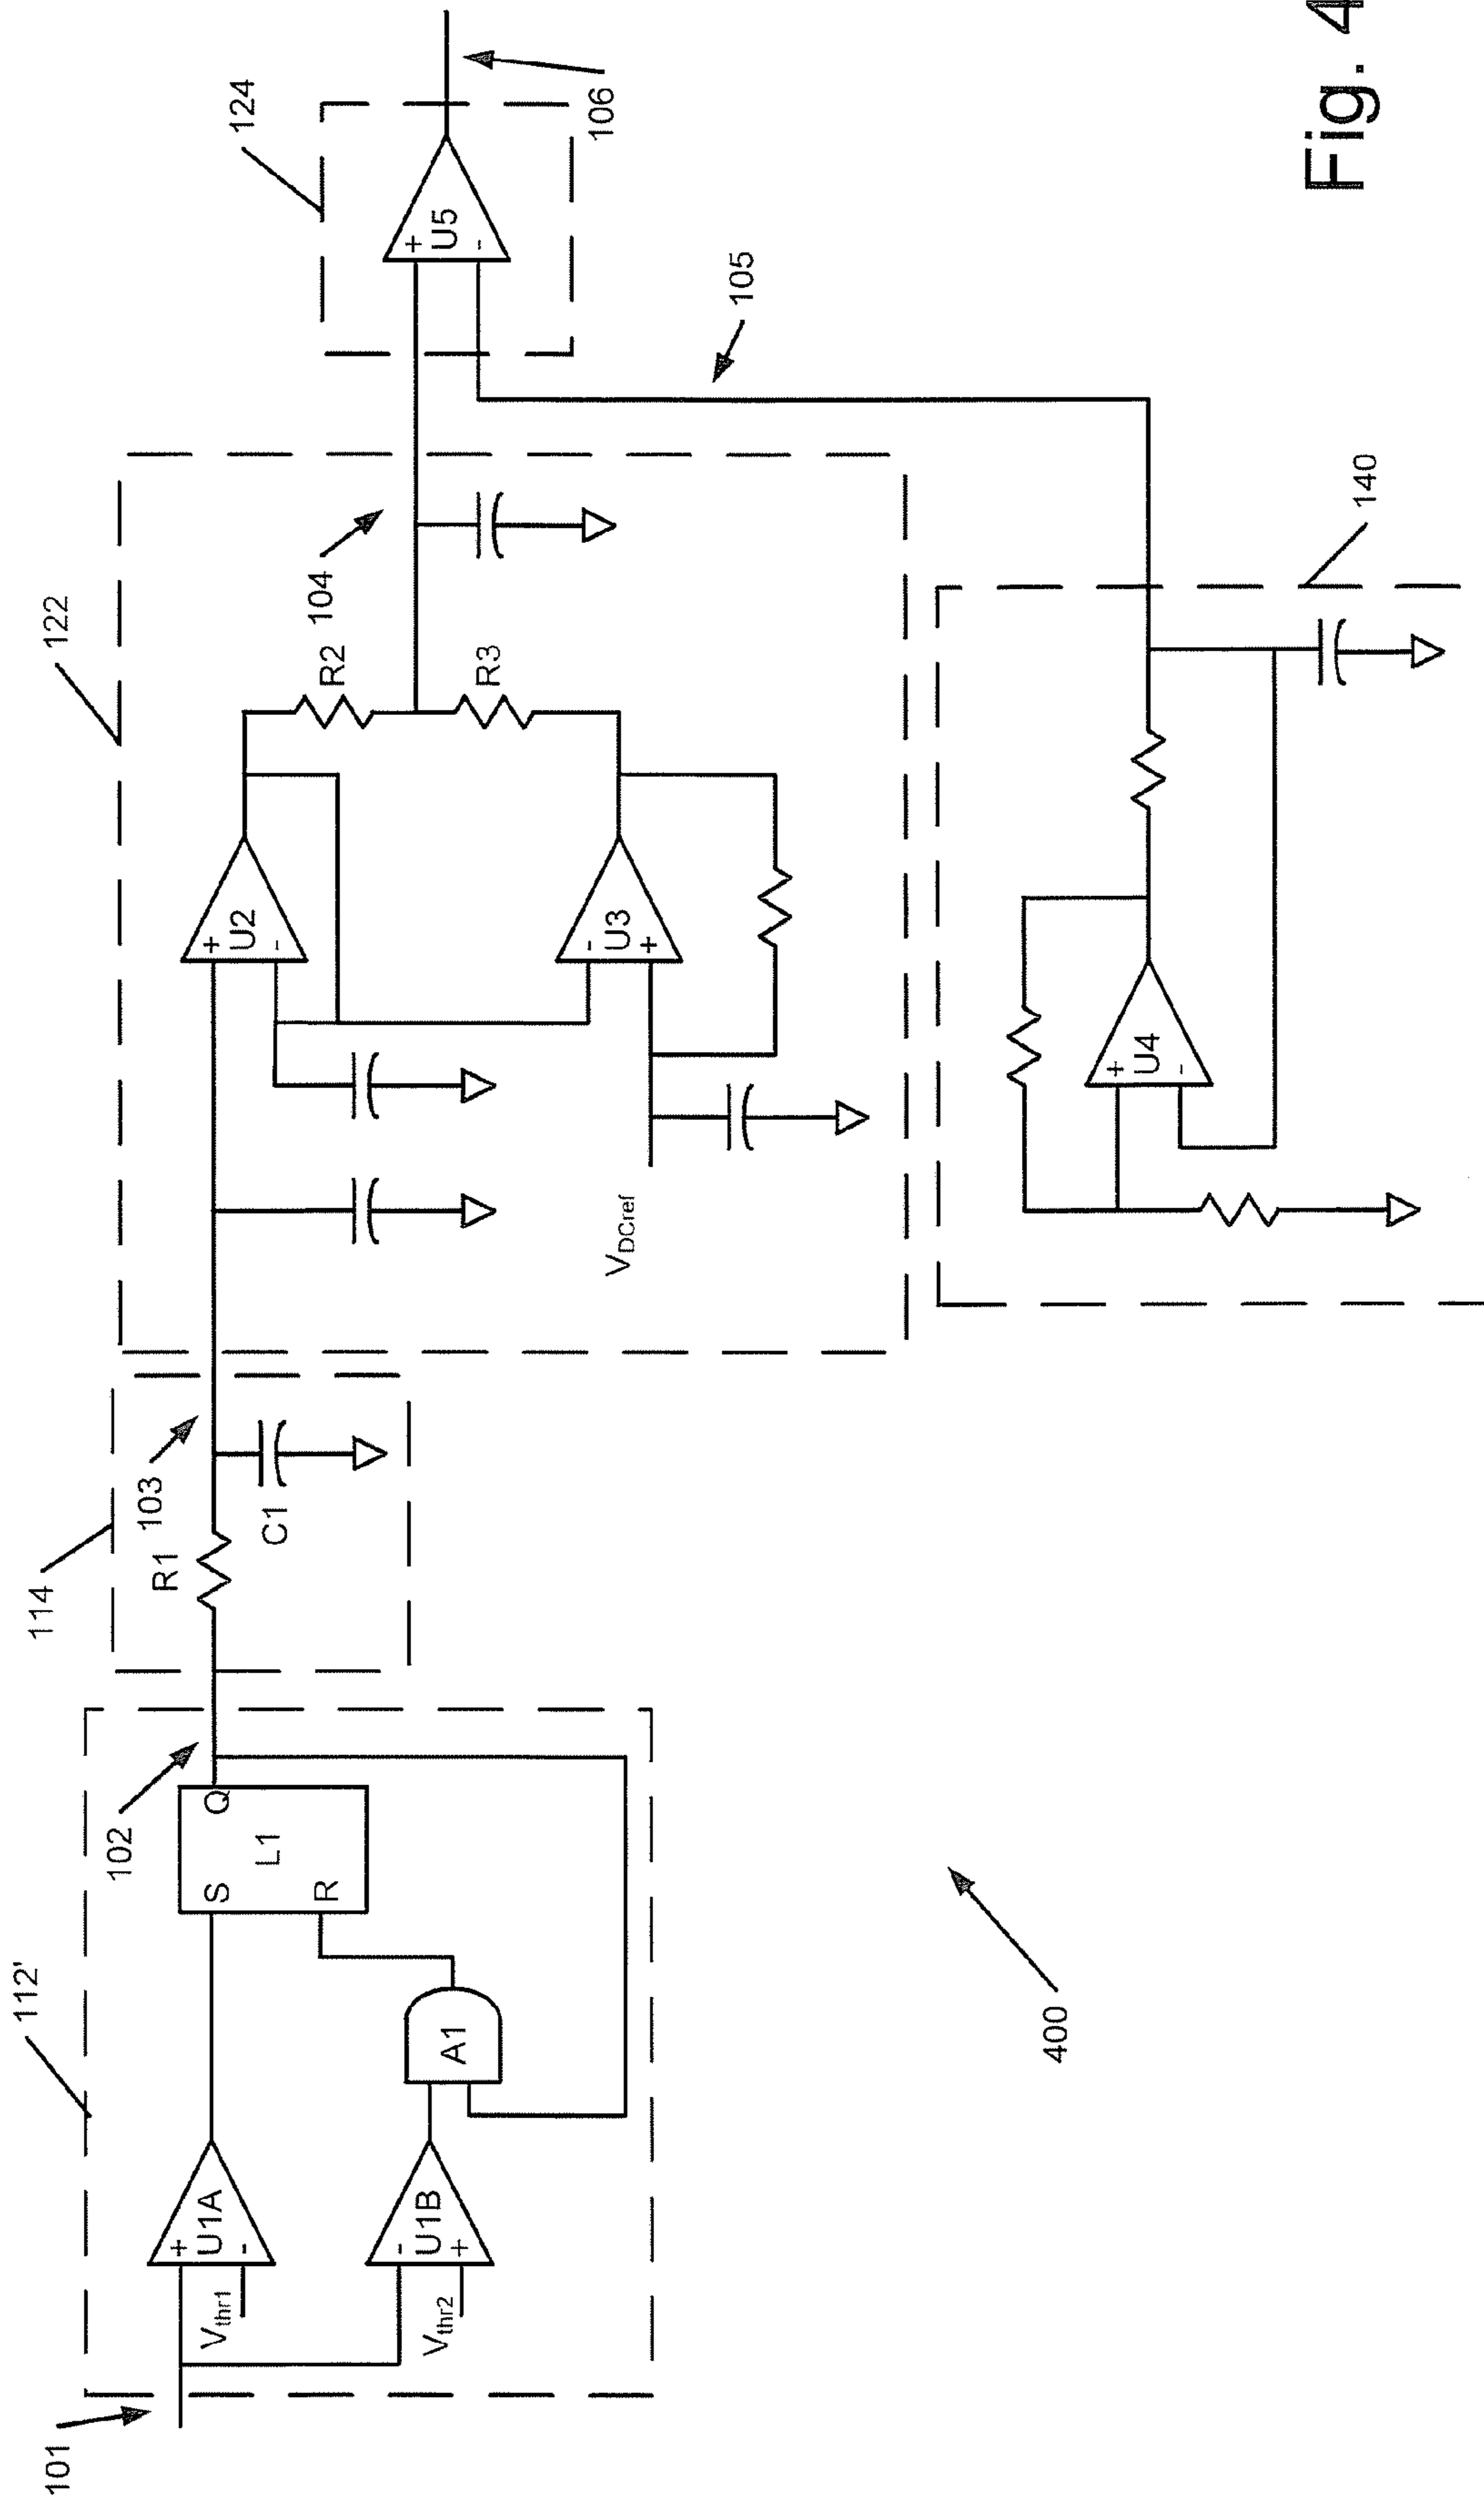 101
112'
Vthr1
+
U1A
-
Vthr2
-
U1B
+
A1
S
R
L1
Q
102
114
R1
C1
103
122
VDCref
+
U2
-
-
U3
+
R2
R3
104
124
+
U5
-
106
105
140
+
U4
-
400
Fig. 4